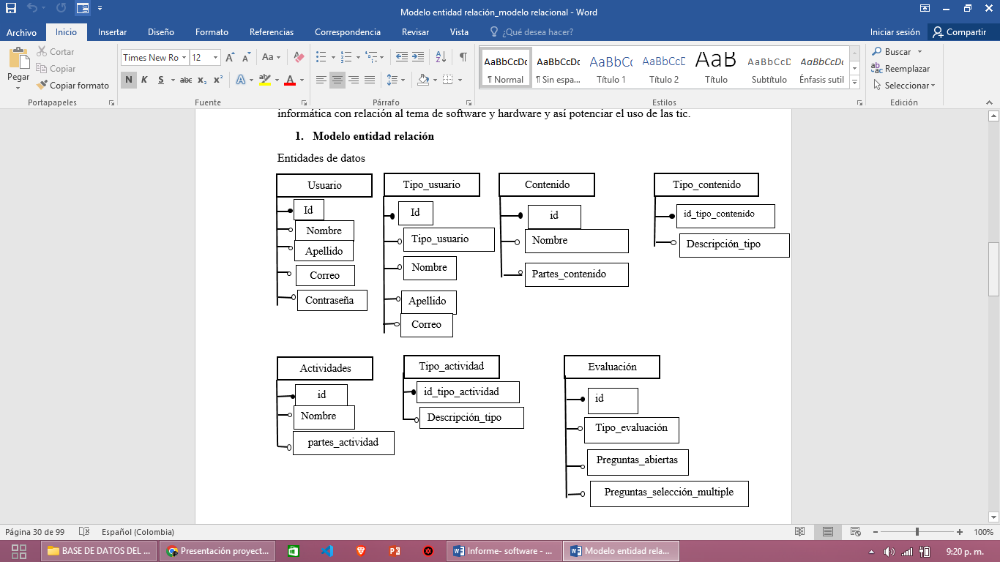 Modelo entidad relación_modelo relacional - Word
Archivo
Inicio
Insertar
Diseño
Formato
Referencias
Correspondencia
Revisar
Vista
¿Qué desea hacer?
Iniciar sesión
Compartir
Pegar
Cortar
Copiar
Copiar formato
Portapapeles
Times New Ro
12
Aa
N K S abc x₂ x²
A
Fuente
Párrafo
AaBbCcDc
¶ Normal
AaBbCcDc
¶ Sin espa...
AaBbCc
Título 1
AaBbCcD
Título 2
AaB
Título
AaBbCcD
Subtítulo
AaBbCcDt
Énfasis sutil
Estilos
Buscar
Reemplazar
Seleccionar
Edición
informática con relación al tema de software y hardware y así potenciar el uso de las tic.
1. Modelo entidad relación
Entidades de datos
Usuario
Id
Nombre
Apellido
Correo
Contraseña
Tipo_usuario
Id
Tipo_usuario
Nombre
Apellido
Correo
Contenido
id
Nombre
Partes_contenido
Tipo_contenido
id_tipo_contenido
Descripción_tipo
Actividades
id
Nombre
partes_actividad
Tipo_actividad
id_tipo_actividad
Descripción_tipo
Evaluación
id
Tipo_evaluación
Preguntas_abiertas
Preguntas_selección_multiple
Página 30 de 99
Español (Colombia)
100%
BASE DE DATOS DEL ...
Presentación proyect...
Informe- software - ...
Modelo entidad rela...
9:20 p. m.